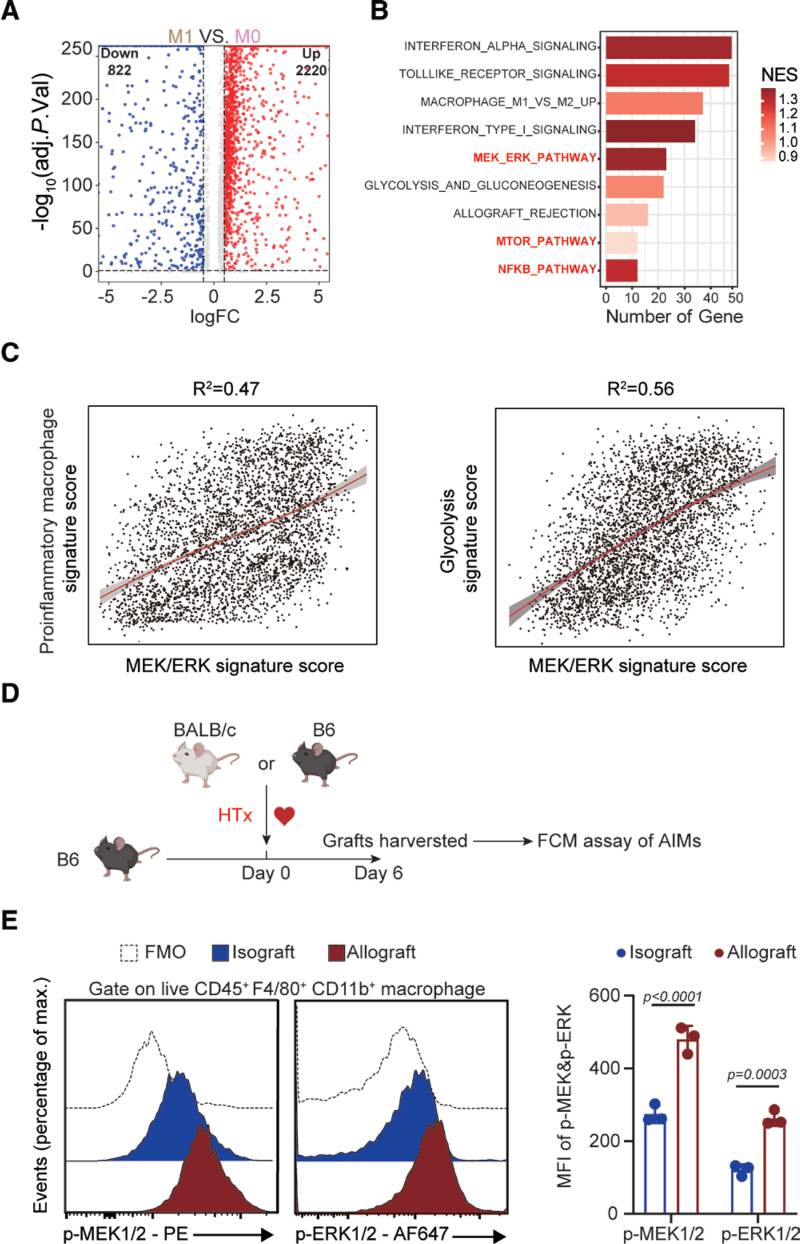 A
M1 VS. M0
Down
822
Up
2220
250
200
150
100
50
0
-log10(adj.P.Val)
-5 -2.5 0 2.5 5
logFC
B
INTERFERON_ALPHA_SIGNALING
TOLLLIKE_RECEPTOR_SIGNALING
MACROPHAGE_M1_VS_M2_UP
INTERFERON_TYPE_I_SIGNALING
MEK_ERK_PATHWAY
GLYCOLYSIS_AND_GLUCONEOGENESIS
ALLOGRAFT_REJECTION
MTOR_PATHWAY
NFKB_PATHWAY
0 10 20 30 40 50
Number of Gene
NES
1.3
1.2
1.1
1.0
0.9
C
R²=0.47
Proinflammatory macrophage
signature score
MEK/ERK signature score
R²=0.56
Glycolysis
signature score
MEK/ERK signature score
D
BALB/c
or
B6
HTx
B6
Day 0
Day 6
Grafts harversted
FCM assay of AIMs
E
FMO Isograft Allograft
Gate on live CD45⁺ F4/80⁺ CD11b⁺ macrophage
Events (percentage of max.)
p-MEK1/2 - PE
p-ERK1/2 - AF647
Isograft Allograft
MFI of p-MEK&p-ERK
600
400
200
0
p<0.0001
p=0.0003
p-MEK1/2 p-ERK1/2